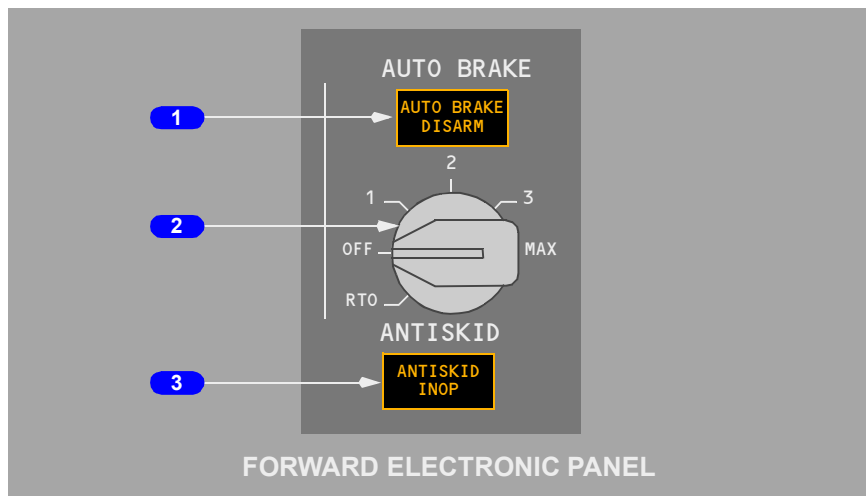 AUTO BRAKE
1
AUTO BRAKE
DISARM
2
1
3
2
OFF
MAX
RTO
ANTISKID
3
ANTISKID
INOP
FORWARD ELECTRONIC PANEL